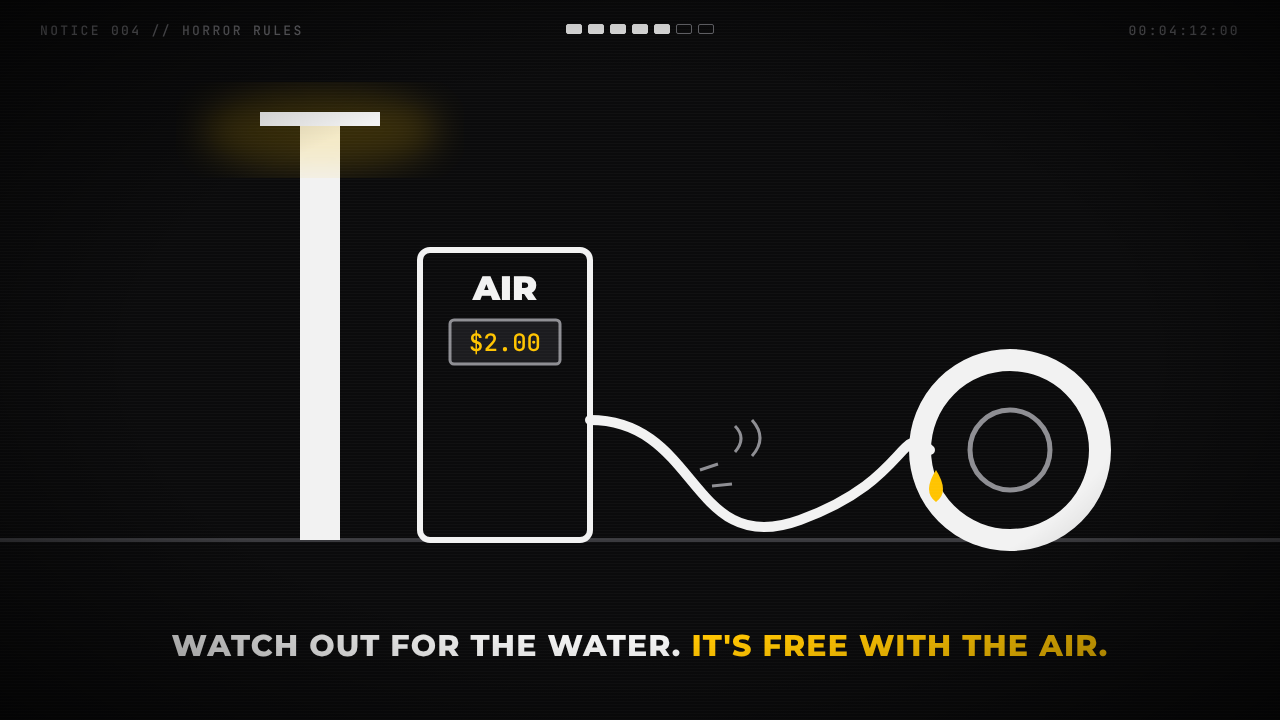 NOTICE 004 // HORROR RULES
00:04:12:00
AIR
$2.00
WATCH OUT FOR THE WATER. IT'S FREE WITH THE AIR.